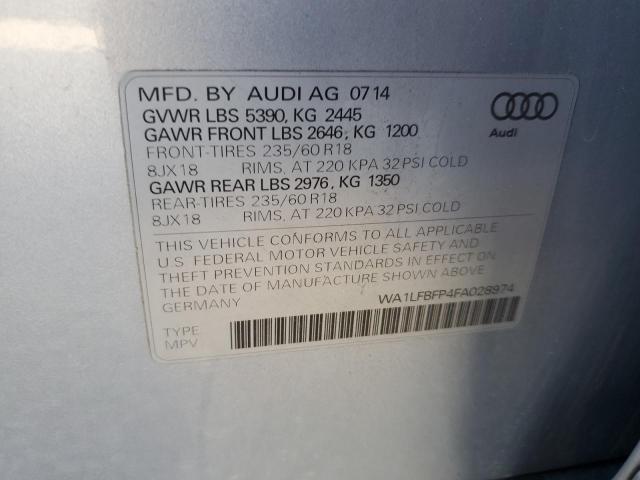 MFD. BY AUDI AG 07 14
GVWR LBS 5390, KG 2445
GAWR FRONT LBS 2646, KG 1200
FRONT-TIRES 235/60 R18
8JX18 RIMS, AT 220 KPA 32 PSI COLD
GAWR REAR LBS 2976, KG 1350
REAR-TIRES 235/60 R18
8JX18 RIMS, AT 220 KPA 32 PSI COLD
Audi
THIS VEHICLE CONFORMS TO ALL APPLICABLE
U.S. FEDERAL MOTOR VEHICLE SAFETY AND
THEFT PREVENTION STANDARDS IN EFFECT ON
THE DATE OF MANUFACTURE SHOWN ABOVE
GERMANY
WA1LFBFP4FA028974
TYPE
MPV